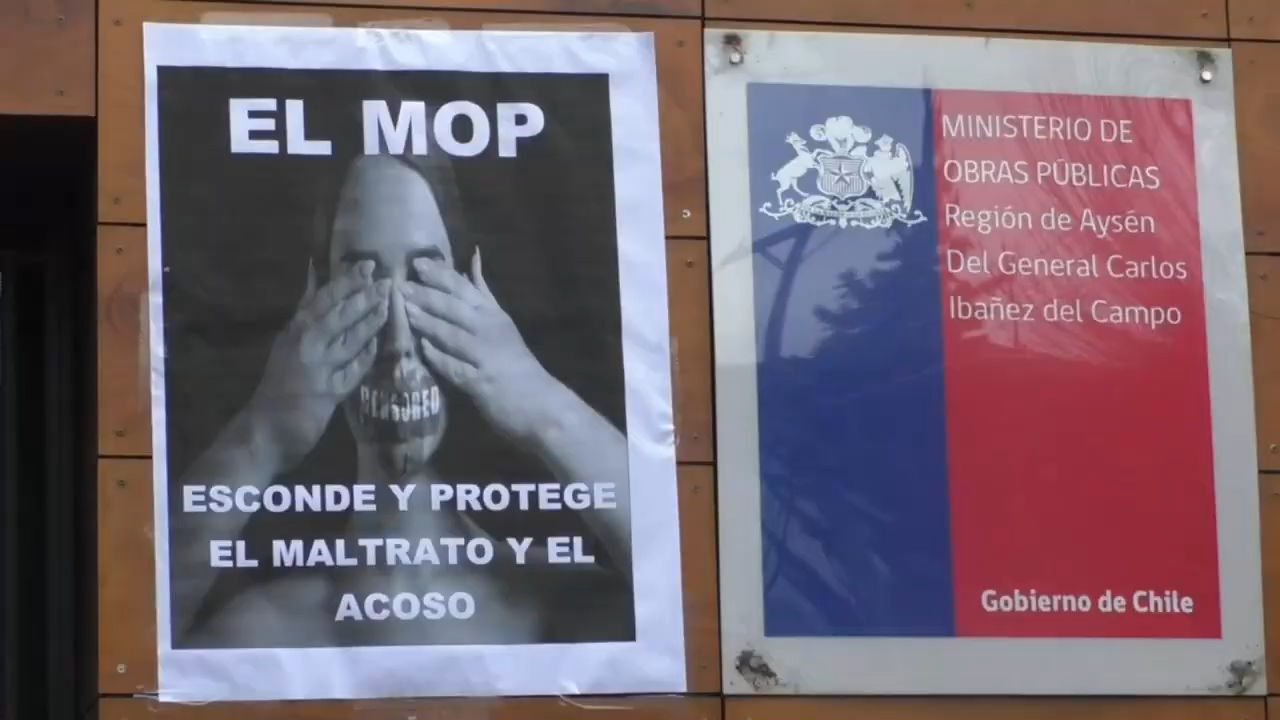 EL MOP
CENSORED
ESCONDE Y PROTEGE
EL MALTRATO Y EL
ACOSO
MINISTERIO DE
OBRAS PÚBLICAS
Región de Aysén
Del General Carlos
Ibañez del Campo
Gobierno de Chile